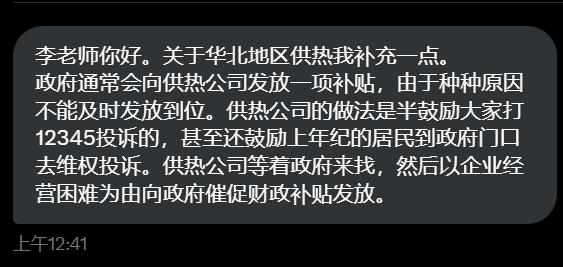 李老师你好。关于华北地区供热我补充一点。
政府通常会向供热公司发放一项补贴，由于种种原因
不能及时发放到位。供热公司的做法是半鼓励大家打
12345投诉的，甚至还鼓励上年纪的居民到政府门口
去维权投诉。供热公司等着政府来找，然后以企业经
营困难为由向政府催促财政补贴发放。
上午12:41